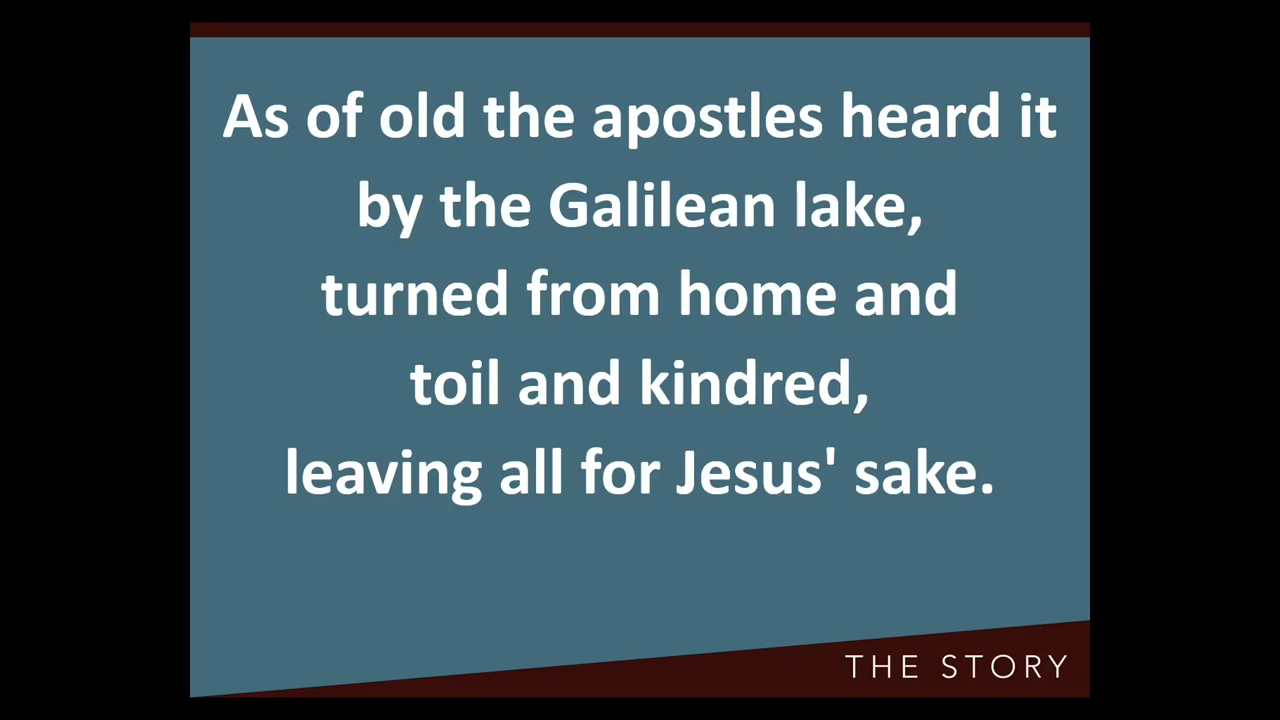 As of old the apostles heard it
by the Galilean lake,
turned from home and
toil and kindred,
leaving all for Jesus' sake.
THE STORY